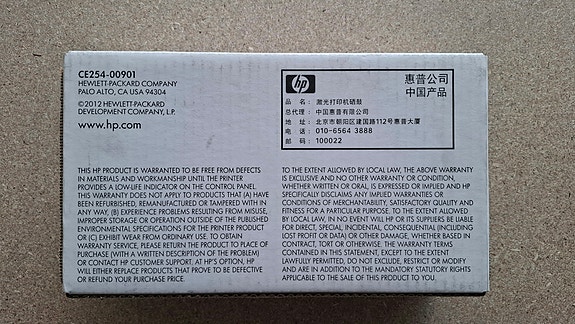 CE254-00901
HEWLETT-PACKARD COMPANY
PALO ALTO, CA USA 94304
©2012 HEWLETT-PACKARD
DEVELOPMENT COMPANY, L.P.
www.hp.com
hp
惠普公司
中国产品
品 名: 激光打印机硒鼓
总代理: 中国惠普有限公司
地 址: 北京市朝阳区建国路112号惠普大厦
电 话: 010-6564 3888
邮 码: 100022
THIS HP PRODUCT IS WARRANTED TO BE FREE FROM DEFECTS
IN MATERIALS AND WORKMANSHIP UNTIL THE PRINTER
PROVIDES A LOW-LIFE INDICATOR ON THE CONTROL PANEL.
THIS WARRANTY DOES NOT APPLY TO PRODUCTS THAT (A) HAVE
BEEN REFURBISHED, REMANUFACTURED OR TAMPERED WITH
IN ANY WAY, (B) EXPERIENCE PROBLEMS RESULTING FROM MISUSE,
IMPROPER STORAGE OR OPERATION OUTSIDE OF THE PUBLISHED
ENVIRONMENTAL SPECIFICATIONS FOR THE PRINTER PRODUCT
OR (C) EXHIBIT WEAR FROM ORDINARY USE. TO OBTAIN
WARRANTY SERVICE, PLEASE RETURN THE PRODUCT TO PLACE OF
PURCHASE (WITH A WRITTEN DESCRIPTION OF THE PROBLEM)
OR CONTACT HP CUSTOMER SUPPORT. AT HP'S OPTION, HP
WILL EITHER REPLACE PRODUCTS THAT PROVE TO BE DEFECTIVE
OR REFUND YOUR PURCHASE PRICE.
TO THE EXTENT ALLOWED BY LOCAL LAW, THE ABOVE WARRANTY
IS EXCLUSIVE AND NO OTHER WARRANTY OR CONDITION,
WHETHER WRITTEN OR ORAL, IS EXPRESSED OR IMPLIED AND HP
SPECIFICALLY DISCLAIMS ANY IMPLIED WARRANTIES OR
CONDITIONS OF MERCHANTABILITY, SATISFACTORY QUALITY AND
FITNESS FOR A PARTICULAR PURPOSE. TO THE EXTENT ALLOWED
BY LOCAL LAW, IN NO EVENT WILL HP OR ITS SUPPLIERS BE LIABLE
FOR DIRECT, SPECIAL, INCIDENTAL, CONSEQUENTIAL (INCLUDING
LOST PROFIT OR DATA) OR OTHER DAMAGE, WHETHER BASED IN
CONTRACT, TORT OR OTHERWISE. THE WARRANTY TERMS
CONTAINED IN THIS STATEMENT, EXCEPT TO THE EXTENT
LAWFULLY PERMITTED, DO NOT EXCLUDE, RESTRICT OR MODIFY
AND ARE IN ADDITION TO THE MANDATORY STATUTORY RIGHTS
APPLICABLE TO THE SALE OF THIS PRODUCT TO YOU.